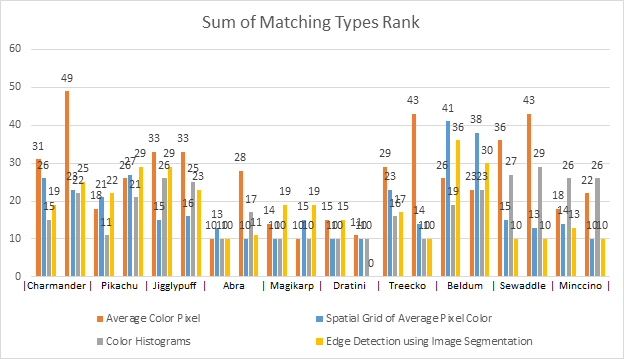 Sum of Matching Types Rank
60
50
40
30
20
10
0
31 26 15 19 49 23 22 25
18 21 11 22 26 27 21 29
33 15 26 29 33 16 25 23
10 13 10 10 28 10 17 11
14 10 10 19 10 15 10 19
15 10 10 15 11 10 10 0
29 23 16 17 43 14 10 10
26 41 19 36 23 38 23 30
36 15 27 10 43 13 29 10
18 14 26 13 22 10 26 10
Charmander Pikachu Jigglypuff Abra Magikarp Dratini Treecko Beldum Sewaddle Minccino
Average Color Pixel Spatial Grid of Average Pixel Color
Color Histograms Edge Detection using Image Segmentation